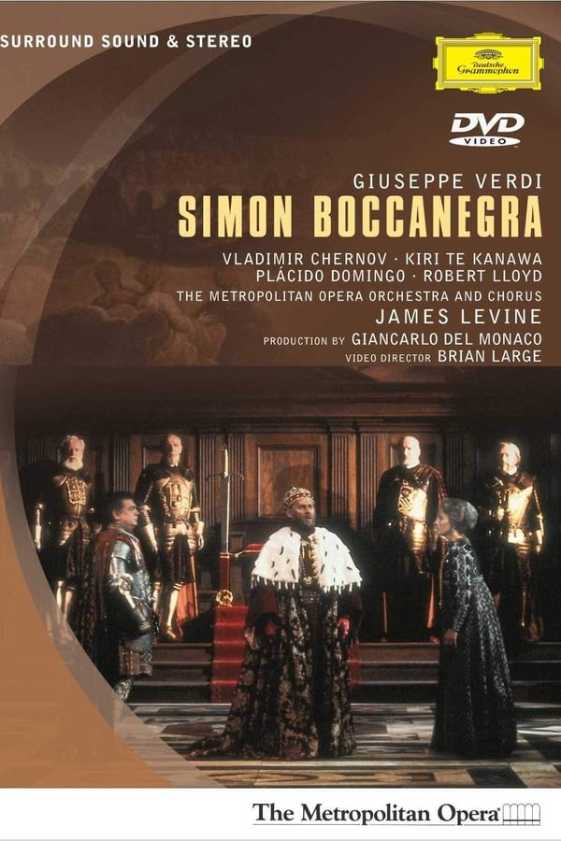 SURROUND SOUND & STEREO
Deutsche
Grammophon
DVD
VIDEO
GIUSEPPE VERDI
SIMON BOCCANEGRA
VLADIMIR CHERNOV · KIRI TE KANAWA
PLÁCIDO DOMINGO · ROBERT LLOYD
THE METROPOLITAN OPERA ORCHESTRA AND CHORUS
JAMES LEVINE
PRODUCTION BY GIANCARLO DEL MONACO
VIDEO DIRECTOR BRIAN LARGE
The Metropolitan Opera